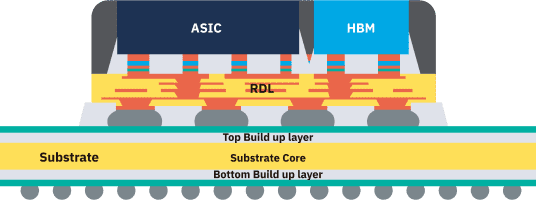 ASIC
HBM
RDL
Top Build up layer
Substrate
Substrate Core
Bottom Build up layer